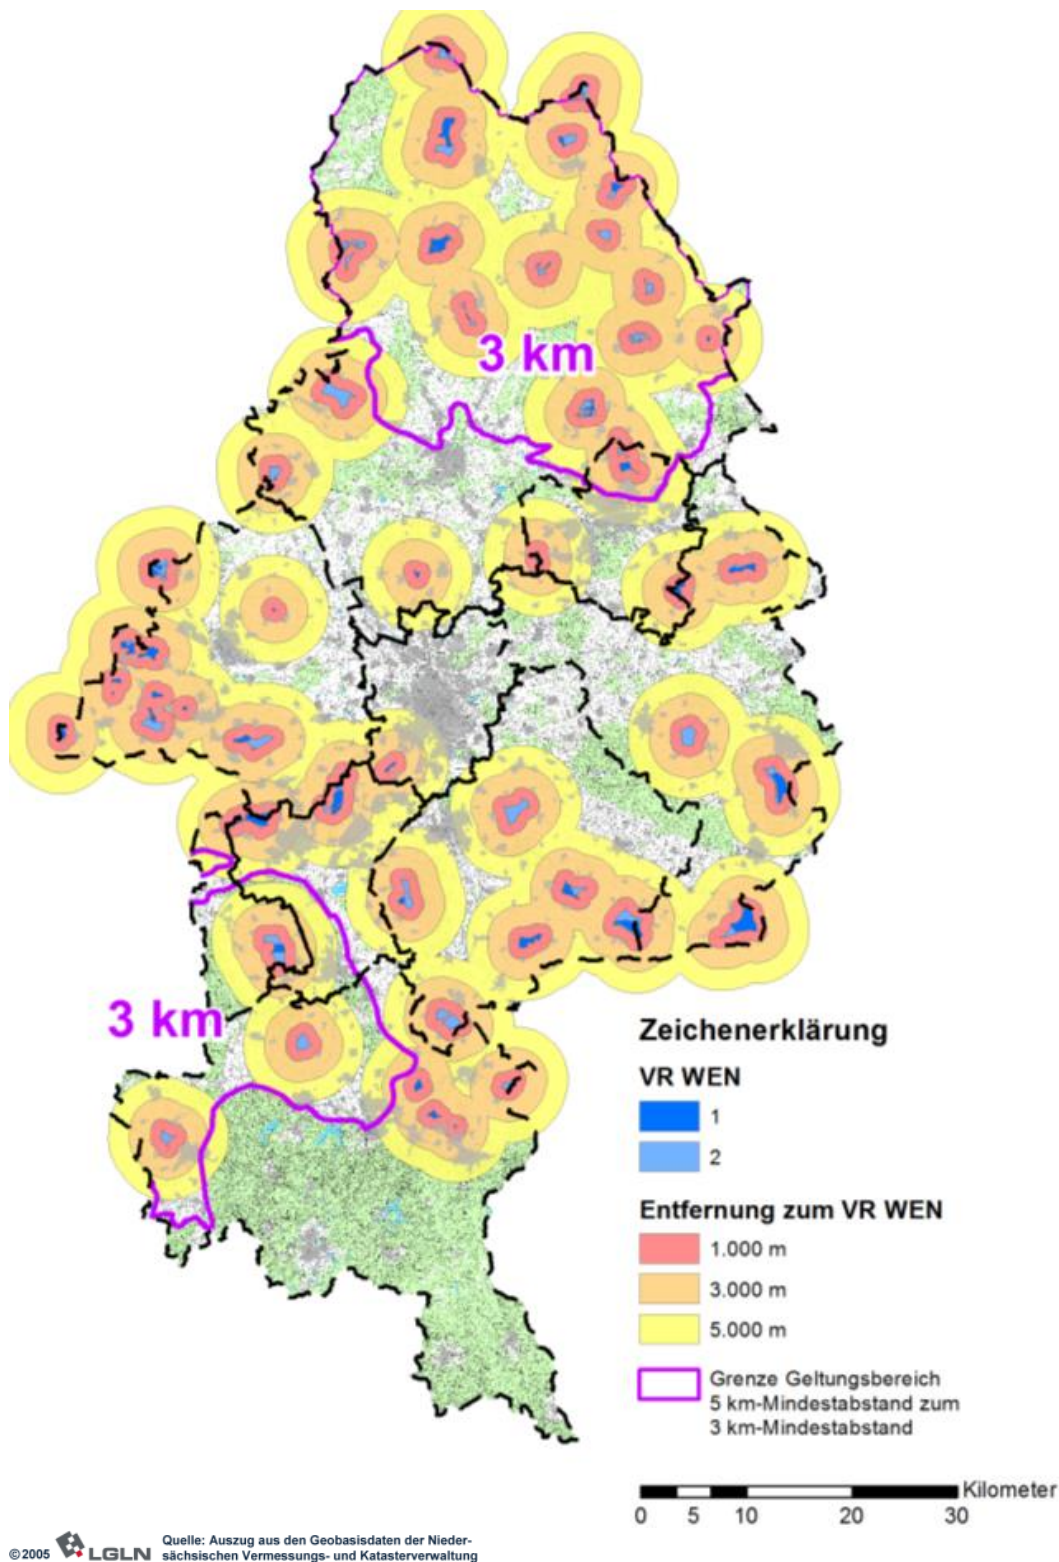 3 km
3 km
Zeichenerklärung
VR WEN
1
2
Entfernung zum VR WEN
1.000 m
3.000 m
5.000 m
Grenze Geltungsbereich
5 km-Mindestabstand zum
3 km-Mindestabstand
Kilometer
0 5 10 20 30
©2005 LGLN
Quelle: Auszug aus den Geobasisdaten der Nieder-
sächsischen Vermessungs- und Katasterverwaltung